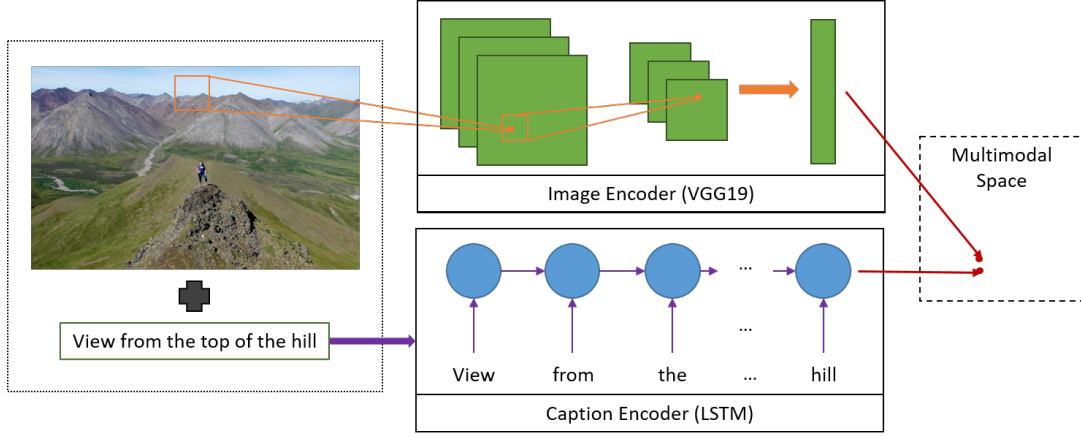 Image Encoder (VGG19)
Multimodal
Space
View from the top of the hill
...
...
View from the ... hill
Caption Encoder (LSTM)